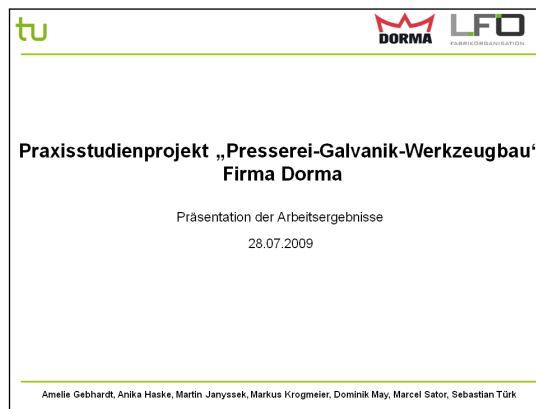 tu
DORMA
LFO
FABRIKORGANISATION
Praxisstudienprojekt „Presserei-Galvanik-Werkzeugbau“
Firma Dorma
Präsentation der Arbeitsergebnisse
28.07.2009
Amelie Gebhardt, Anika Haske, Martin Janyssek, Markus Krogmeier, Dominik May, Marcel Sator, Sebastian Türk